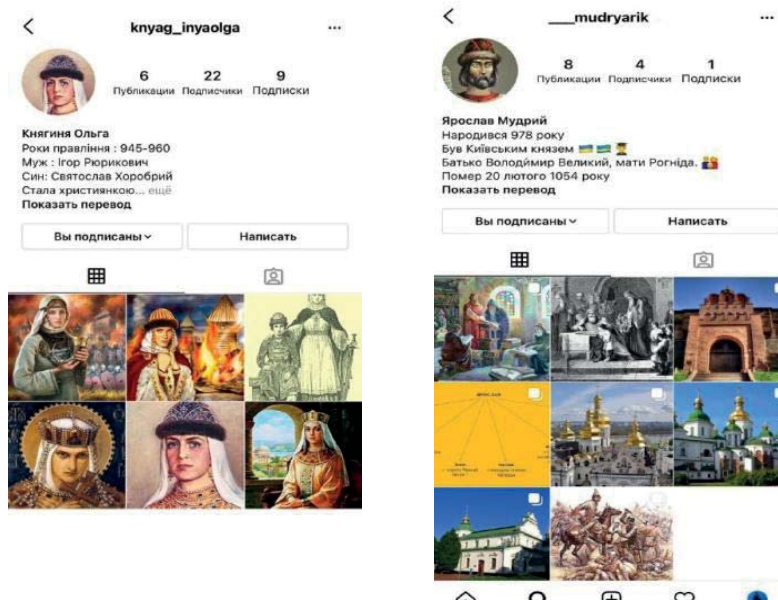 knyag_inyaolga
6 22 9
Публикации Подписчики Подписки
Княгиня Ольга
Роки правління : 945-960
Муж : Ігор Рюрикович
Син: Святослав Хоробрий
Стала християнкою... ещё
Показать перевод
Вы подписаны Написать
___mudryarik
8 4 1
Публикации Подписчики Подписки
Ярослав Мудрий
Народився 978 року
Був Київським князем
Батько Володимир Великий, мати Рогніда.
Помер 20 лютого 1054 року
Показать перевод
Вы подписаны Написать